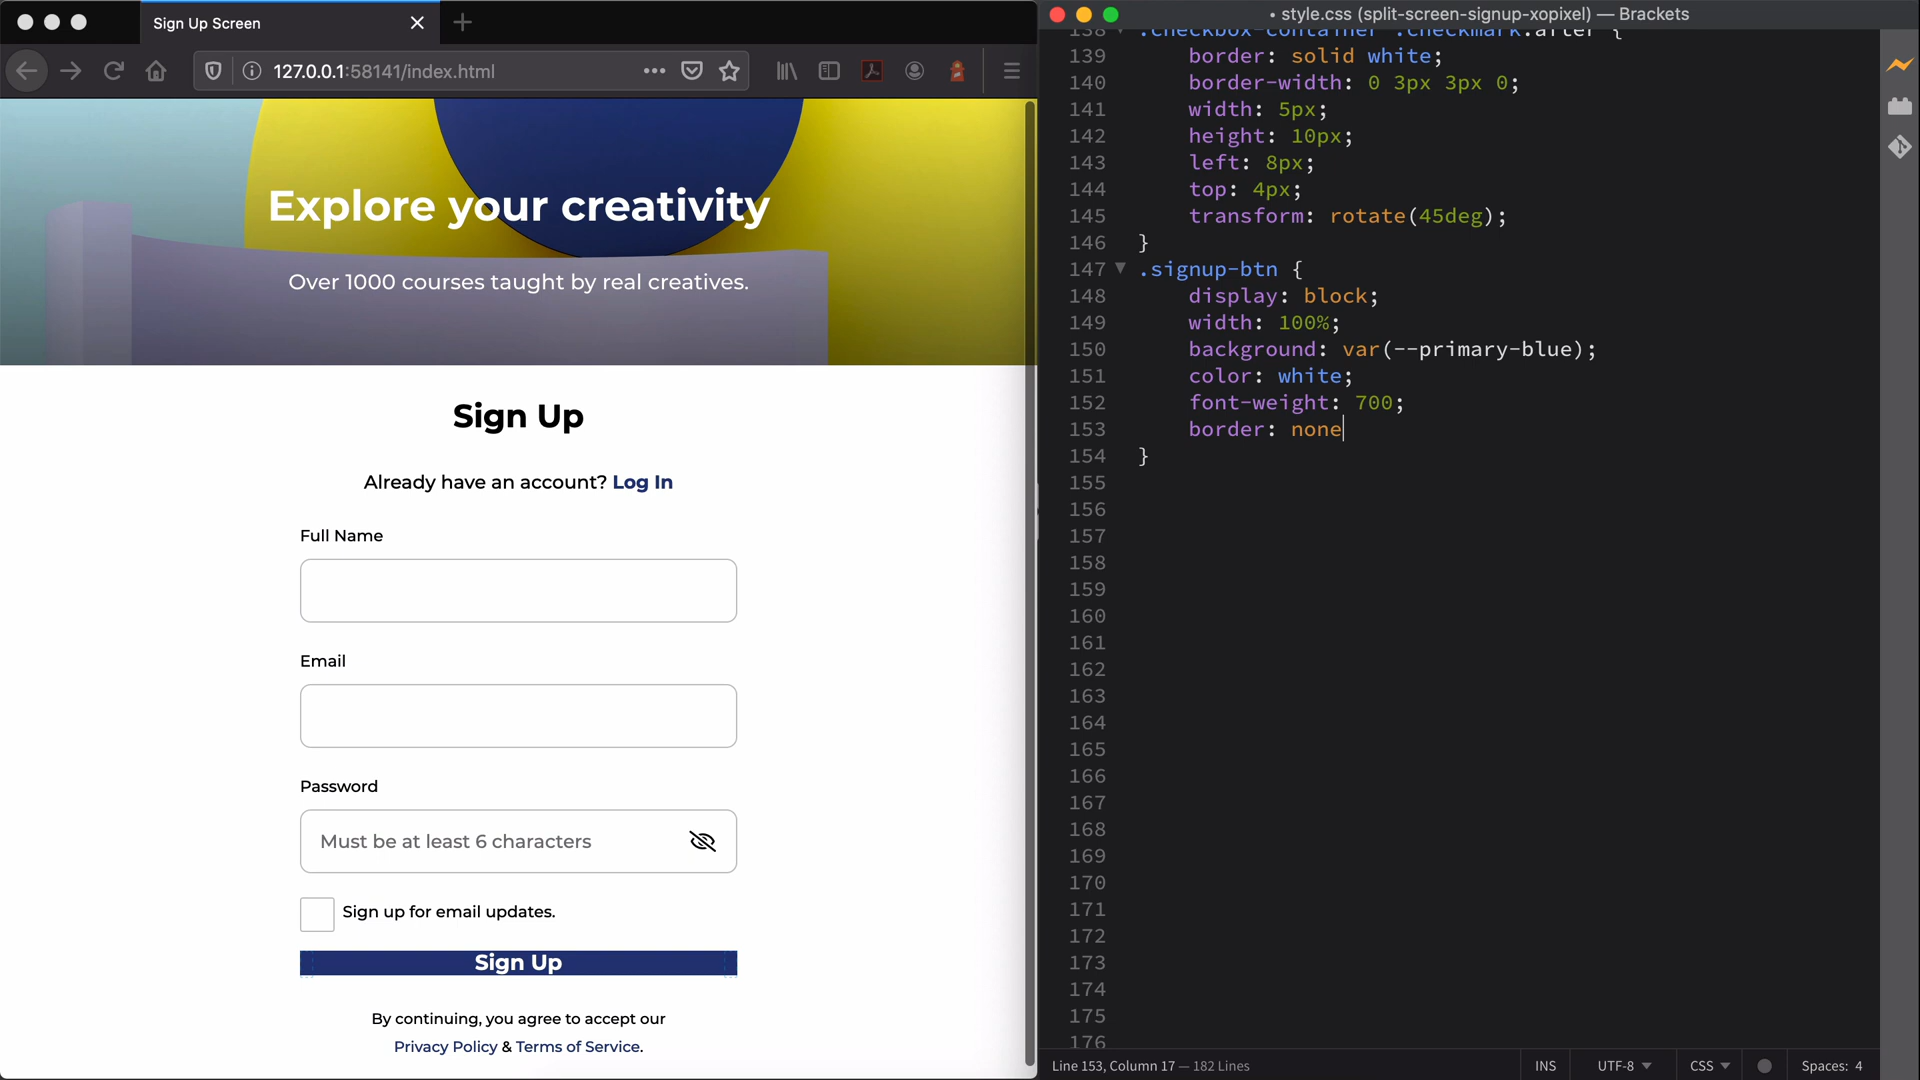 Sign Up Screen
127.0.0.1:58141/index.html
Explore your creativity
Over 1000 courses taught by real creatives.
Sign Up
Already have an account? Log In
Full Name
Email
Password
Must be at least 6 characters
Sign up for email updates.
Sign Up
By continuing, you agree to accept our
Privacy Policy & Terms of Service.
• style.css (split-screen-signup-xopixel) — Brackets
138 .checkbox-container .checkmark:after {
139 border: solid white;
140 border-width: 0 3px 3px 0;
141 width: 5px;
142 height: 10px;
143 left: 8px;
144 top: 4px;
145 transform: rotate(45deg);
146 }
147 .signup-btn {
148 display: block;
149 width: 100%;
150 background: var(--primary-blue);
151 color: white;
152 font-weight: 700;
153 border: none
154 }
155
156
157
158
159
160
161
162
163
164
165
166
167
168
169
170
171
172
173
174
175
176
Line 153, Column 17 — 182 Lines
INS
UTF-8
CSS
Spaces: 4